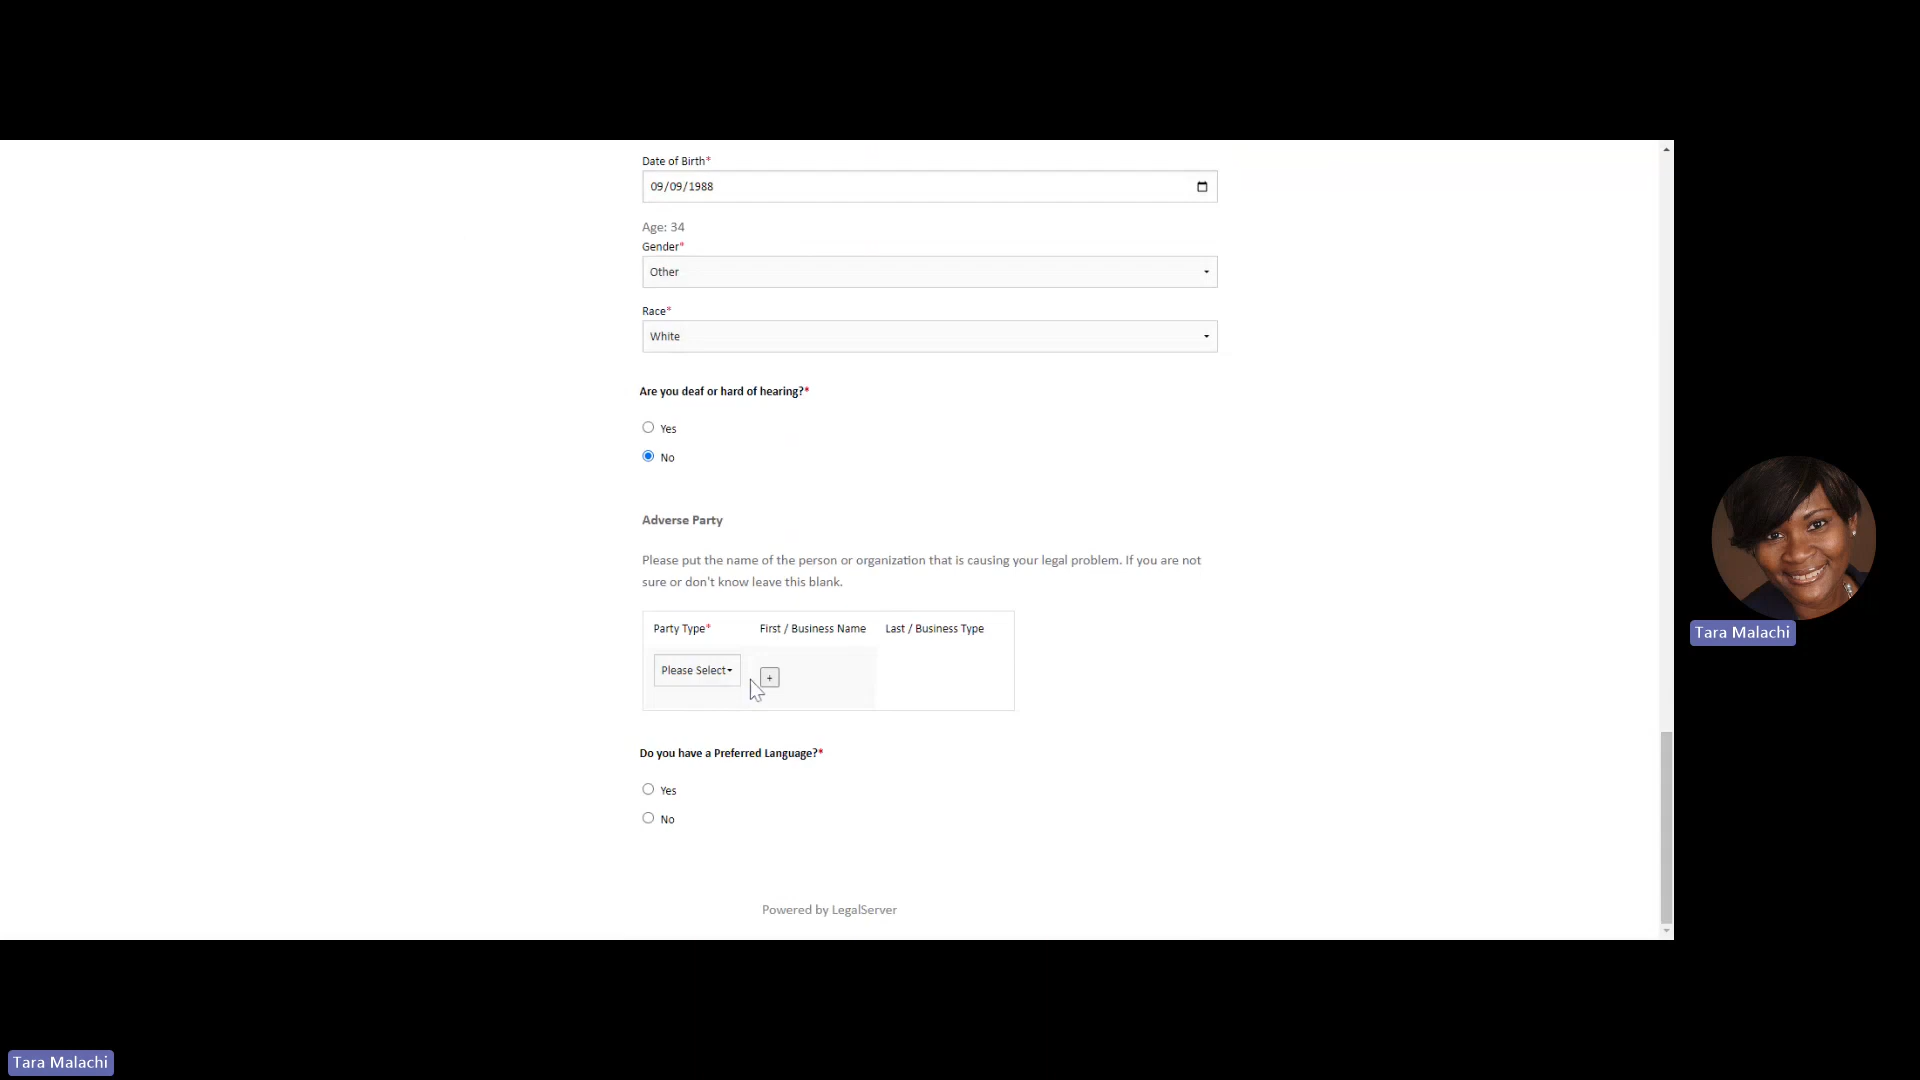 Date of Birth*
09/09/1988
Age: 34
Gender*
Other
Race*
White
Are you deaf or hard of hearing?*
Yes
No
Adverse Party
Please put the name of the person or organization that is causing your legal problem. If you are not
sure or don't know leave this blank.
Party Type* First / Business Name Last / Business Type
Please Select +
Do you have a Preferred Language?*
Yes
No
Powered by LegalServer
Tara Malachi
Tara Malachi